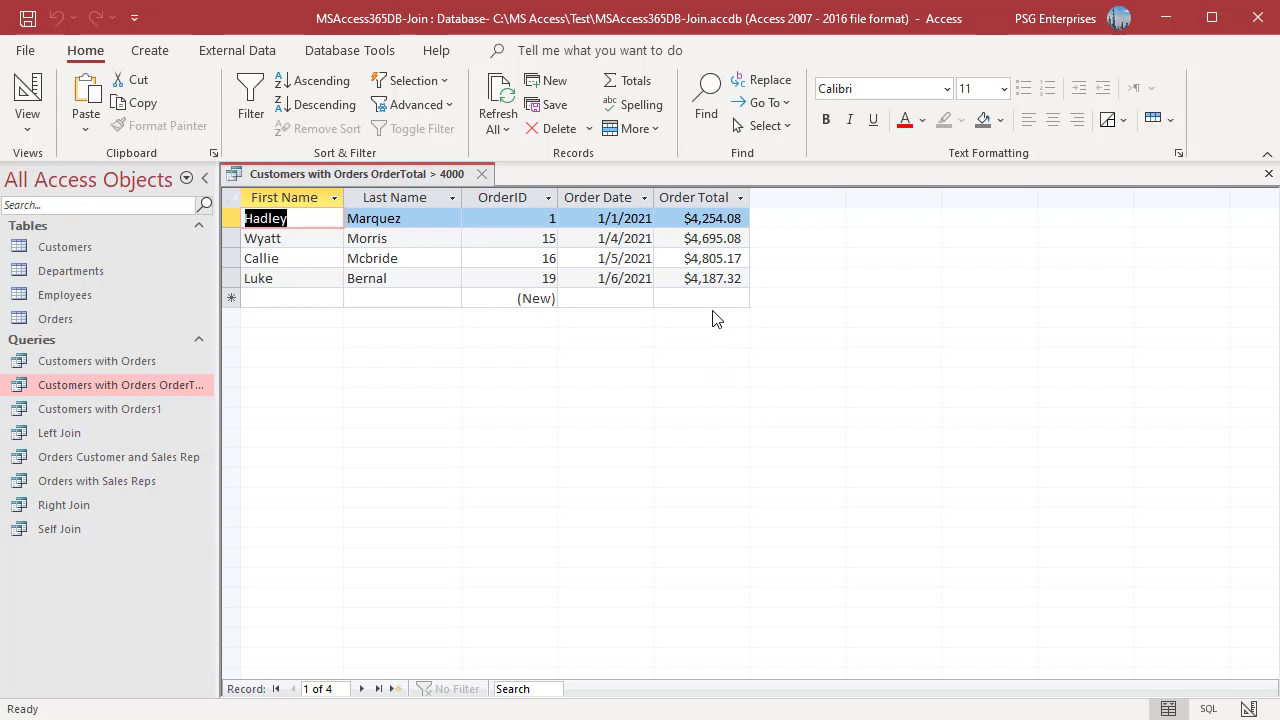 MSAccess365DB-Join : Database- C:\MS Access\Test\MSAccess365DB-Join.accdb (Access 2007 - 2016 file format) - Access
PSG Enterprises
File Home Create External Data Database Tools Help Tell me what you want to do
View
Views
Paste
Cut
Copy
Format Painter
Clipboard
Filter
Ascending
Descending
Remove Sort
Selection
Advanced
Toggle Filter
Sort & Filter
Refresh
All
New
Save
Delete
Totals
Spelling
More
Records
Find
Replace
Go To
Select
Find
Calibri 11
B I U A
Text Formatting
All Access Objects
Search...
Tables
Customers
Departments
Employees
Orders
Queries
Customers with Orders
Customers with Orders OrderT...
Customers with Orders1
Left Join
Orders Customer and Sales Rep
Orders with Sales Reps
Right Join
Self Join
Customers with Orders OrderTotal > 4000
First Name Last Name OrderID Order Date Order Total
Hadley Marquez 1 1/1/2021 $4,254.08
Wyatt Morris 15 1/4/2021 $4,695.08
Callie Mcbride 16 1/5/2021 $4,805.17
Luke Bernal 19 1/6/2021 $4,187.32
(New)
Record: 1 of 4 No Filter Search
Ready
SQL